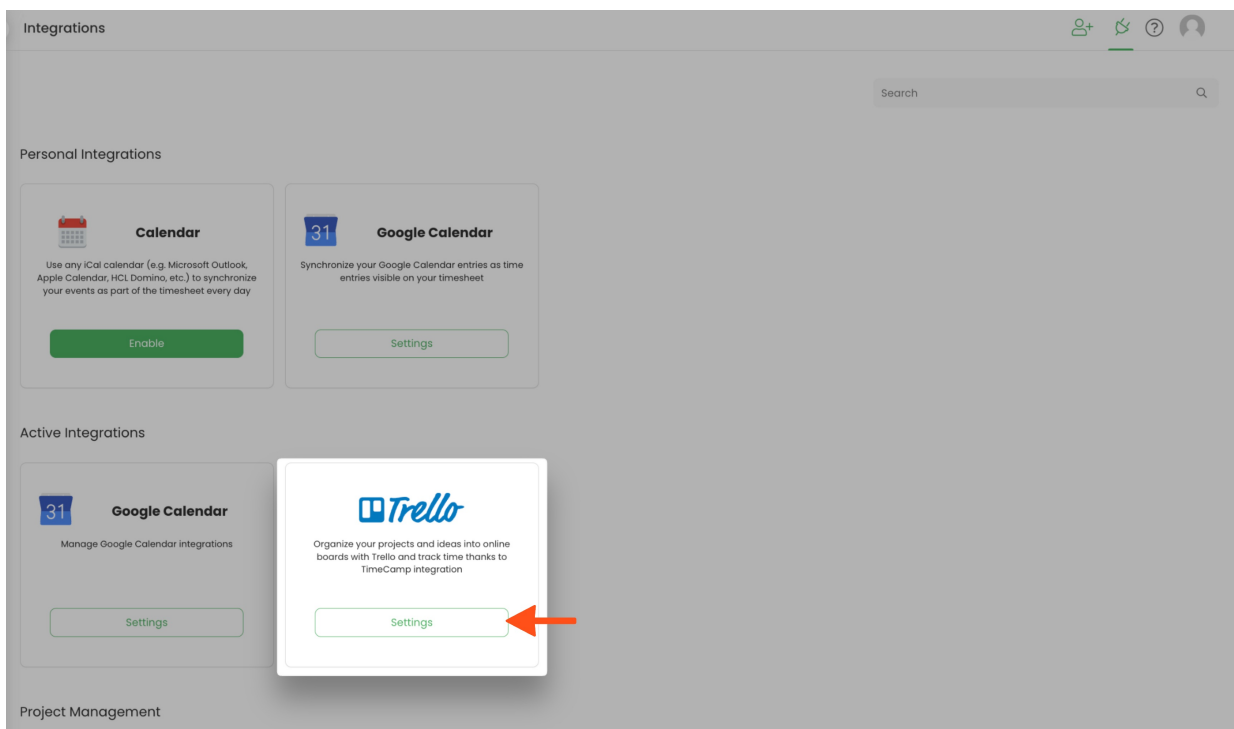 Integrations
Search
Personal Integrations
31
Calendar
Google Calendar
Use any iCal calendar (e.g. Microsoft Outlook,
Apple Calendar, HCL Domino, etc.) to synchronize
your events as part of the timesheet every day
Synchronize your Google Calendar entries as time
entries visible on your timesheet
Enable
Settings
Active Integrations
31
Google Calendar
Trello
Manage Google Calendar integrations
Organize your projects and ideas into online
boards with Trello and track time thanks to
TimeCamp integration
Settings
Settings
Project Management